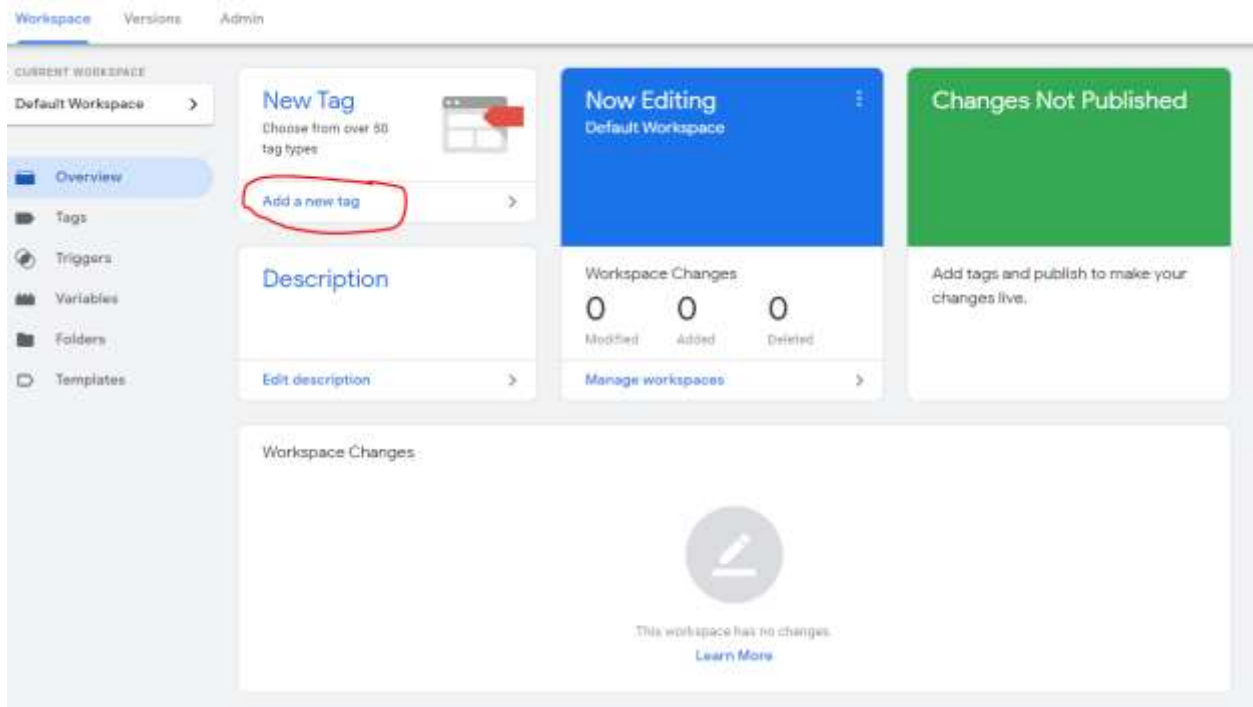 Workspace Versions Admin
CURRENT WORKSPACE
Default Workspace
Overview
Tags
Triggers
Variables
Folders
Templates
New Tag
Choose from over 50
tag types
Add a new tag
Description
Edit description
Now Editing
Default Workspace
Workspace Changes
0 0 0
Modified Added Deleted
Manage workspaces
Changes Not Published
Add tags and publish to make your
changes live.
Workspace Changes
This workspace has no changes.
Learn More